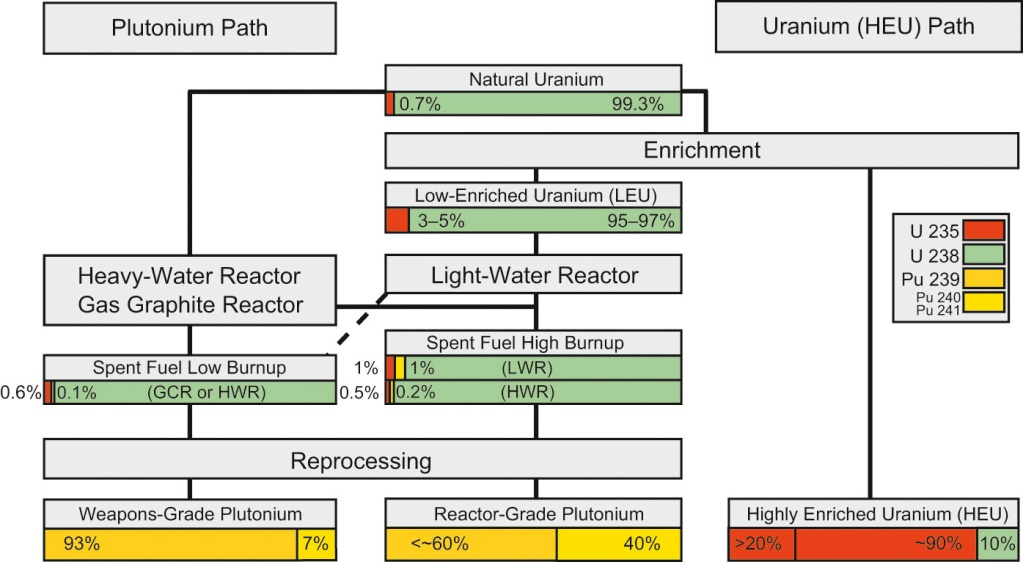 Plutonium Path
Uranium (HEU) Path
Natural Uranium
0.7% 99.3%
Enrichment
Low-Enriched Uranium (LEU)
3–5% 95–97%
U 235
U 238
Pu 239
Pu 240
Pu 241
Heavy-Water Reactor
Gas Graphite Reactor
Light-Water Reactor
Spent Fuel Low Burnup
0.6% 0.1% (GCR or HWR)
Spent Fuel High Burnup
1% 1% (LWR)
0.5% 0.2% (HWR)
Reprocessing
Weapons-Grade Plutonium
93% 7%
Reactor-Grade Plutonium
<~60% 40%
Highly Enriched Uranium (HEU)
>20% ~90% 10%